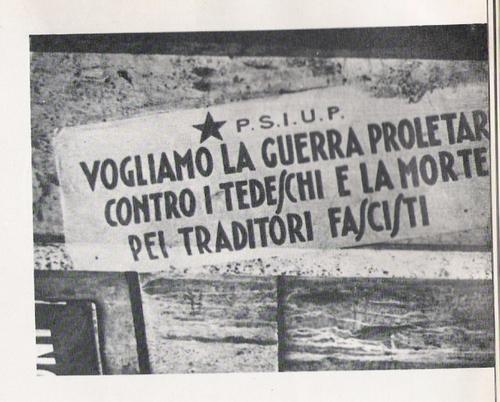 ★ P.S.I.U.P.
VOGLIAMO LA GUERRA PROLETAR
CONTRO I TEDESCHI E LA MORTE
PEI TRADITORI FASCISTI